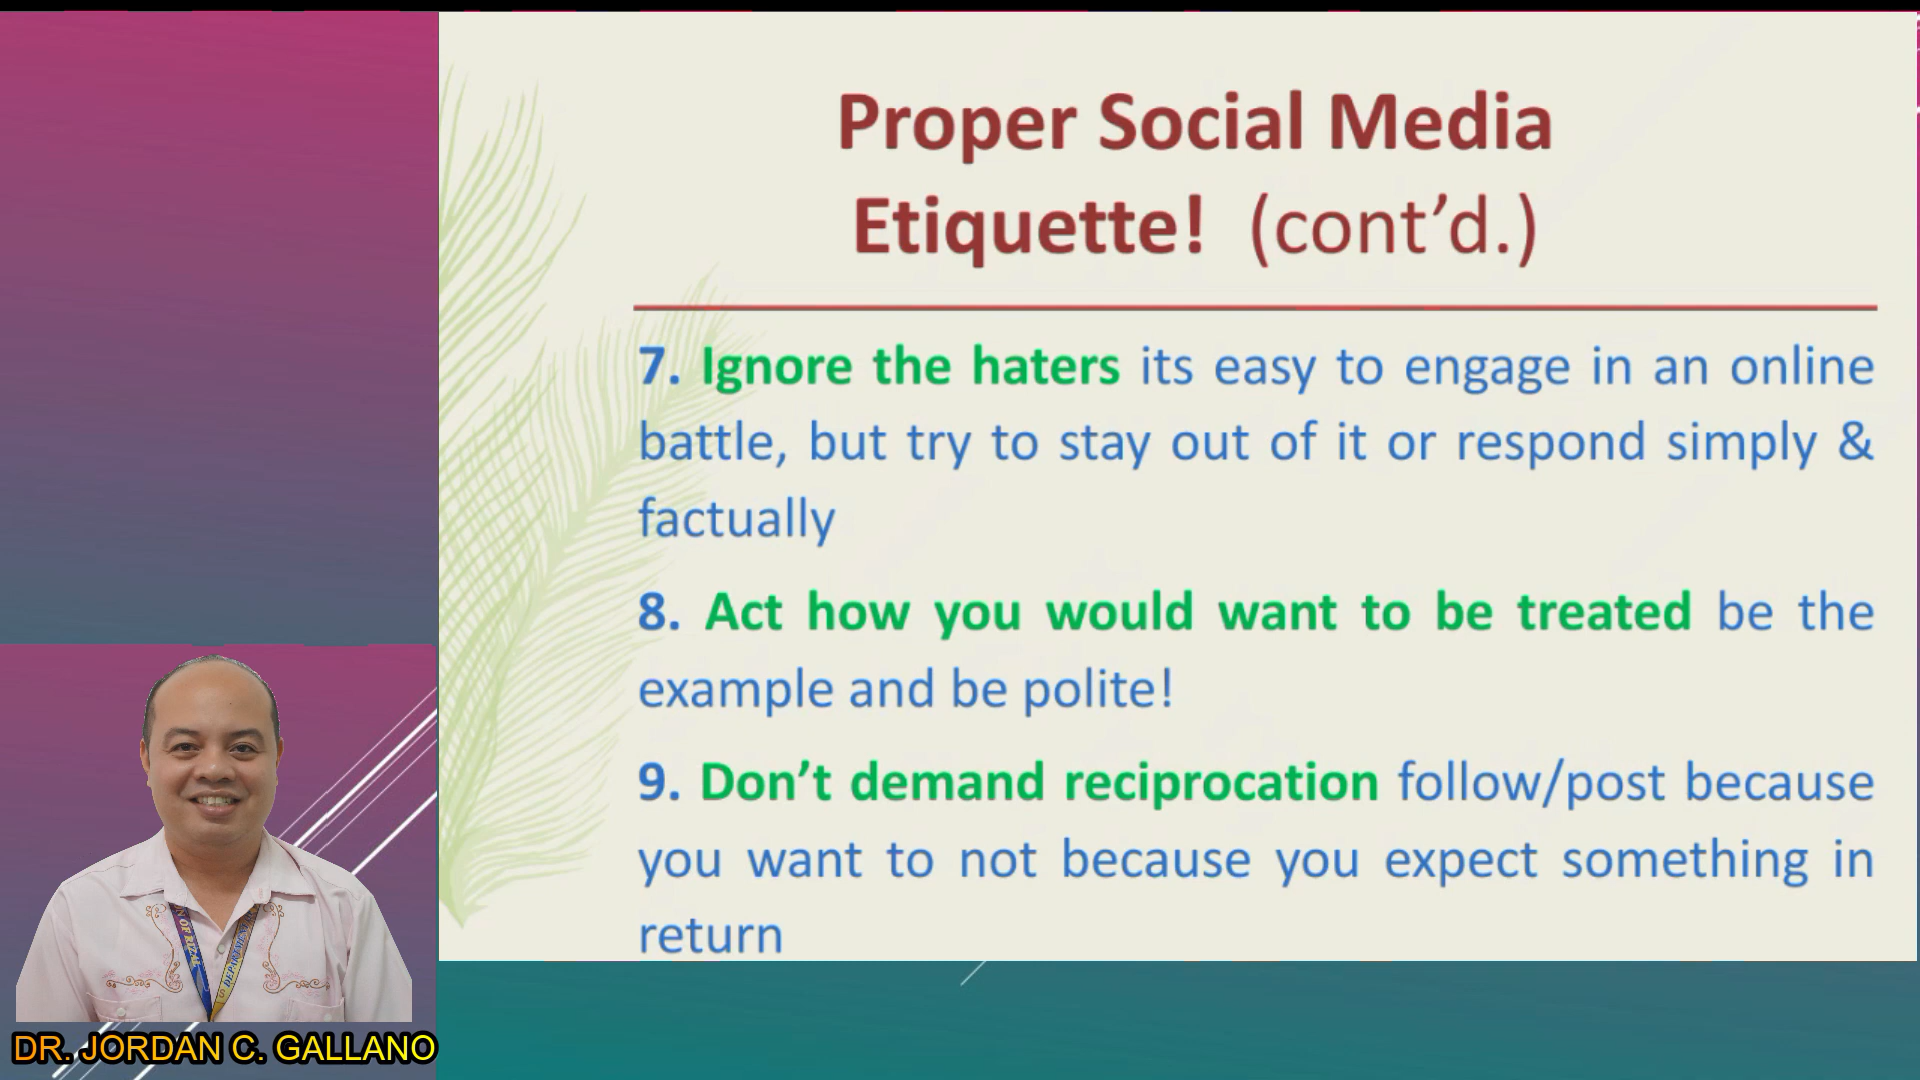 Proper Social Media
Etiquette! (cont’d.)
7. Ignore the haters its easy to engage in an online
battle, but try to stay out of it or respond simply &
factually
8. Act how you would want to be treated be the
example and be polite!
9. Don’t demand reciprocation follow/post because
you want to not because you expect something in
return
DR. JORDAN C. GALLANO